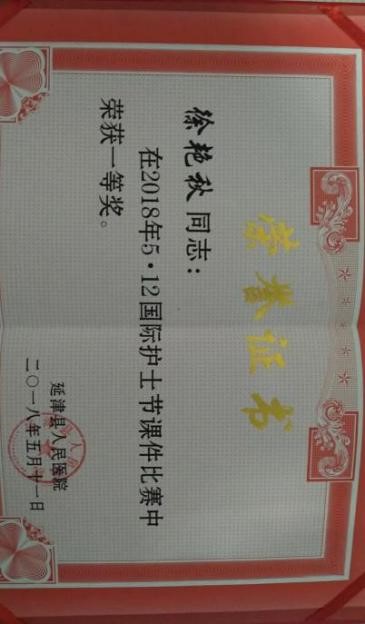 荣誉证书
徐艳秋同志：
在2018年5·12国际护士节课件比赛中
荣获一等奖。
延津县人民医院
二〇一八年五月十一日